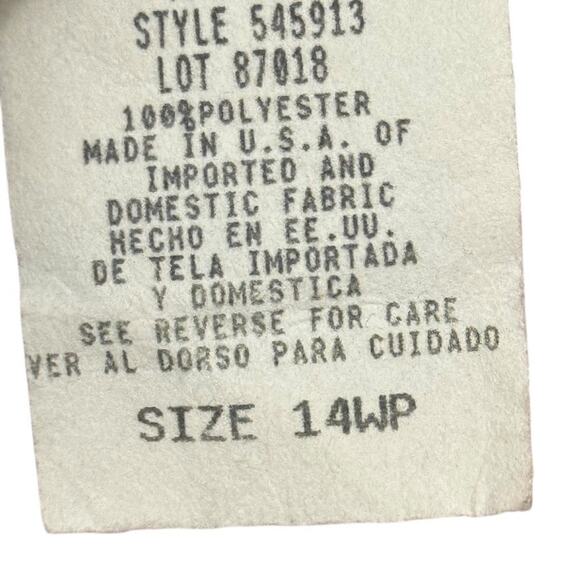 STYLE 545913
LOT 87018
100%POLYESTER
MADE IN U.S.A. OF
IMPORTED AND
DOMESTIC FABRIC
HECHO EN EE.UU.
DE TELA IMPORTADA
Y DOMESTICA
SEE REVERSE FOR CARE
VER AL DORSO PARA CUIDADO
SIZE 14WP